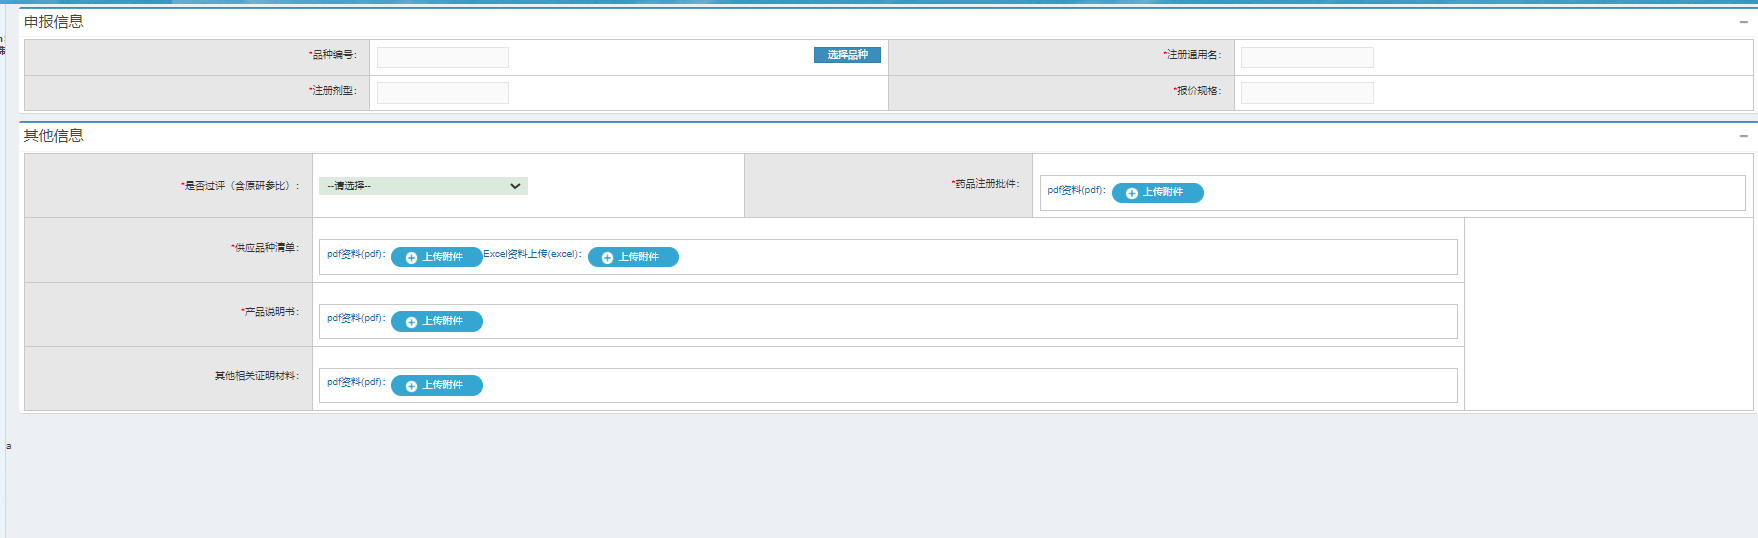 申报信息
*品种编号：
选择品种
*注册通用名：
*注册剂型：
*报价规格：
其他信息
*是否过评（含原研参比）：
--请选择--
*药品注册批件：
pdf资料(pdf)：
上传附件
*供应品种清单：
pdf资料(pdf)：
上传附件
Excel资料上传(excel)：
上传附件
*产品说明书：
pdf资料(pdf)：
上传附件
其他相关证明材料：
pdf资料(pdf)：
上传附件
a